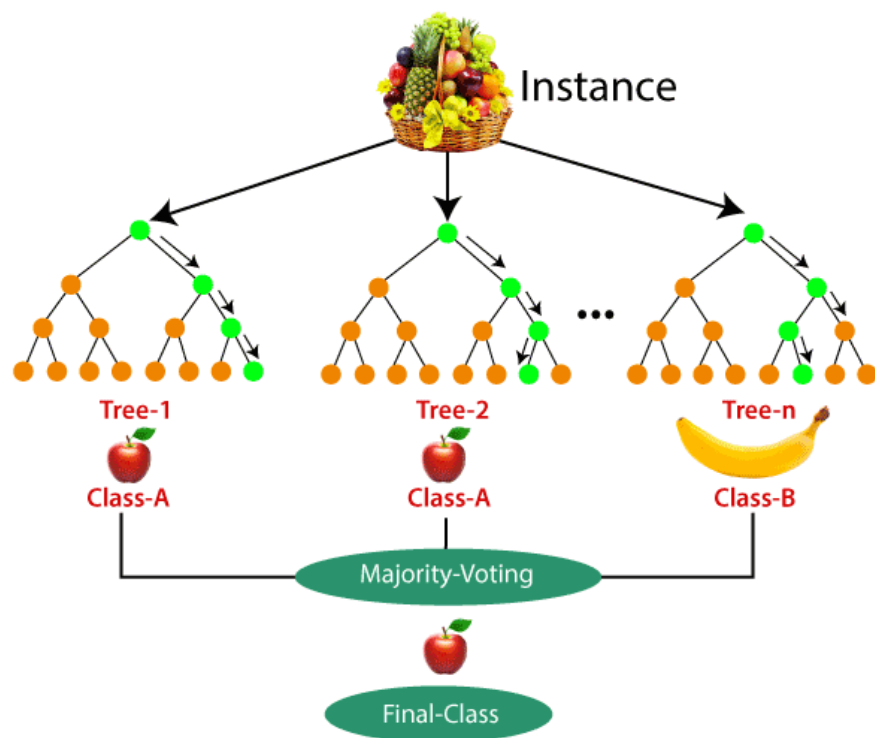 Instance
...
Tree-1
Tree-2
Tree-n
Class-A
Class-A
Class-B
Majority-Voting
Final-Class